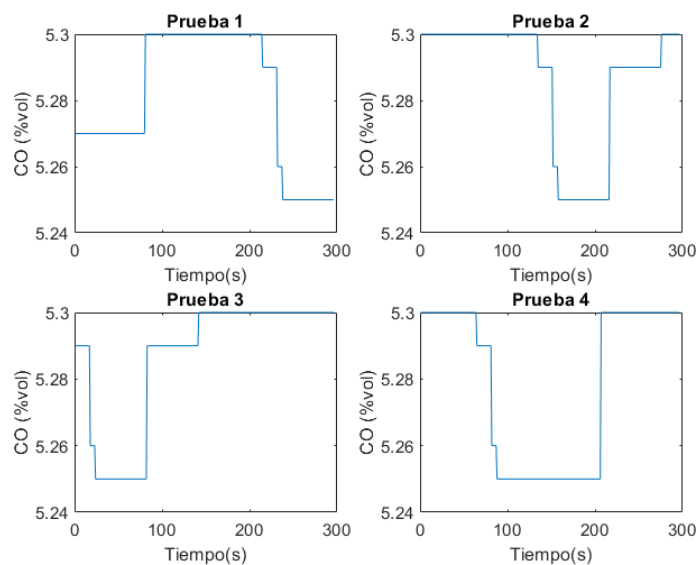 Prueba 1
5.3
5.28
5.26
5.24
CO (%vol)
0 100 200 300
Tiempo(s)
Prueba 2
5.3
5.28
5.26
5.24
CO (%vol)
0 100 200 300
Tiempo(s)
Prueba 3
5.3
5.28
5.26
5.24
CO (%vol)
0 100 200 300
Tiempo(s)
Prueba 4
5.3
5.28
5.26
5.24
CO (%vol)
0 100 200 300
Tiempo(s)